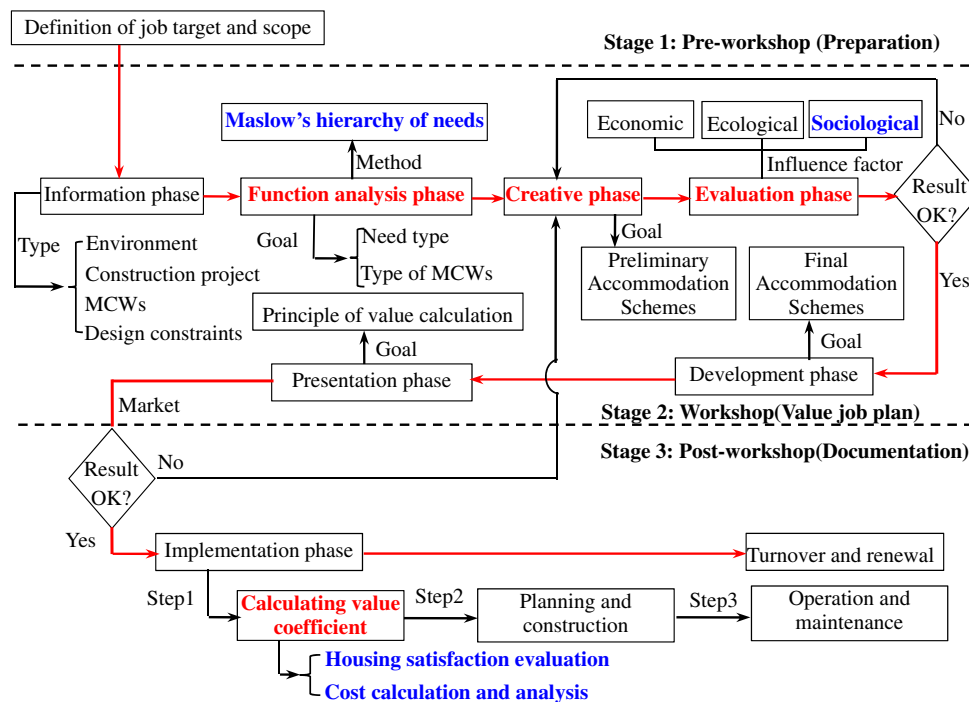 Definition of job target and scope
Stage 1: Pre-workshop (Preparation)
Maslow's hierarchy of needs
Economic
Ecological
Sociological
No
Method
Influence factor
Information phase
Function analysis phase
Creative phase
Evaluation phase
Result
OK?
Type
Environment
Construction project
MCWs
Design constraints
Goal
Need type
Type of MCWs
Goal
Preliminary
Accommodation
Schemes
Final
Accommodation
Schemes
Yes
Principle of value calculation
Goal
Goal
Presentation phase
Development phase
Market
Stage 2: Workshop(Value job plan)
Stage 3: Post-workshop(Documentation)
Result
OK?
No
Yes
Implementation phase
Turnover and renewal
Step1
Calculating value
coefficient
Step2
Planning and
construction
Step3
Operation and
maintenance
Housing satisfaction evaluation
Cost calculation and analysis